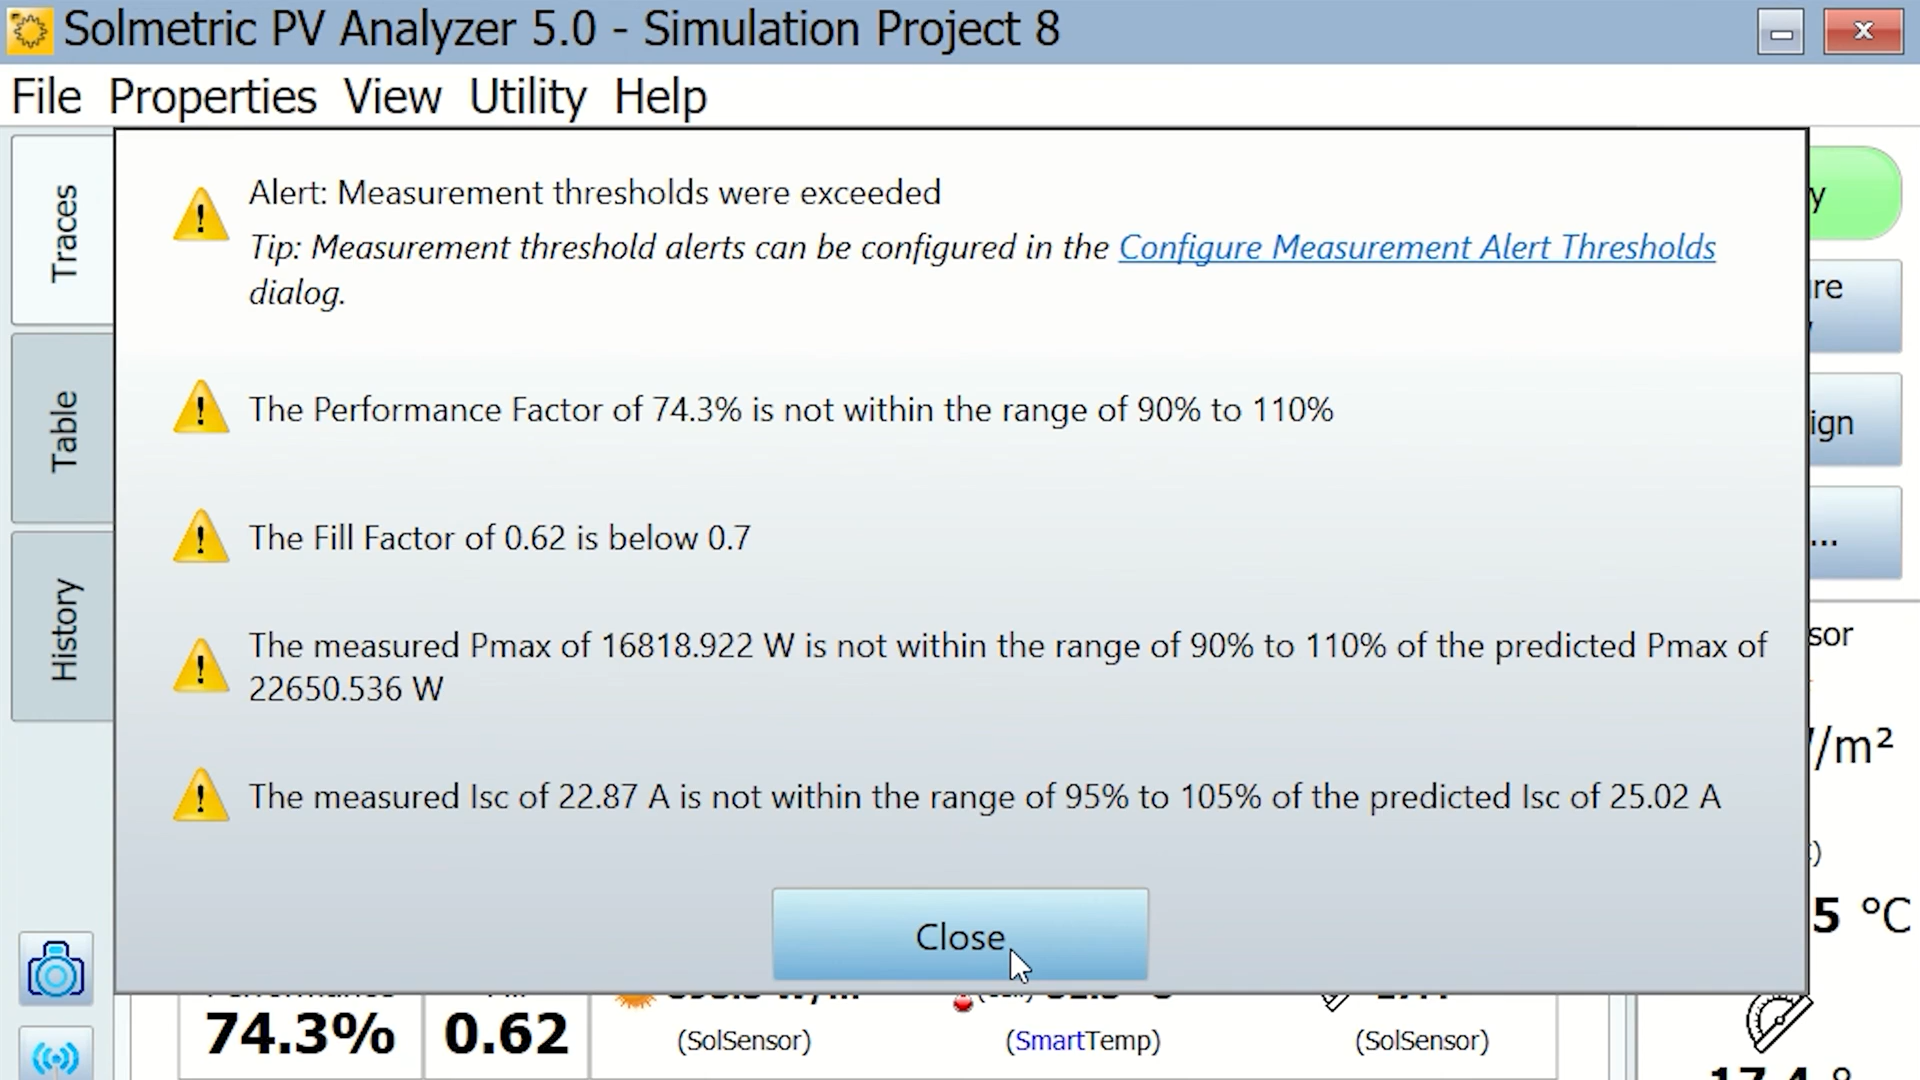 Solmetric PV Analyzer 5.0 - Simulation Project 8
File Properties View Utility Help
Traces
Table
History
Alert: Measurement thresholds were exceeded
Tip: Measurement threshold alerts can be configured in the Configure Measurement Alert Thresholds
dialog.
The Performance Factor of 74.3% is not within the range of 90% to 110%
The Fill Factor of 0.62 is below 0.7
The measured Pmax of 16818.922 W is not within the range of 90% to 110% of the predicted Pmax of
22650.536 W
The measured Isc of 22.87 A is not within the range of 95% to 105% of the predicted Isc of 25.02 A
Close
5 °C
74.3% 0.62 (SolSensor) (SmartTemp) (SolSensor)